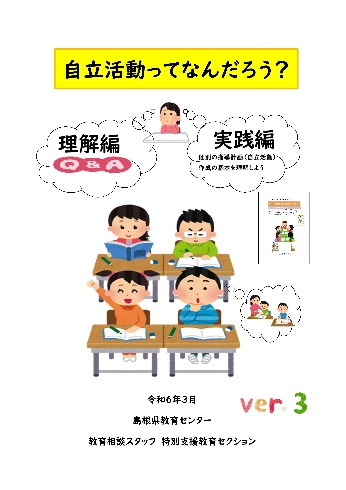 自立活動ってなんだろう？
理解編
Q&A
実践編
個別の指導計画（自立活動）
作成の基本を理解しよう
令和６年３月
島根県教育センター
教育相談スタッフ 特別支援教育セクション
ver.3